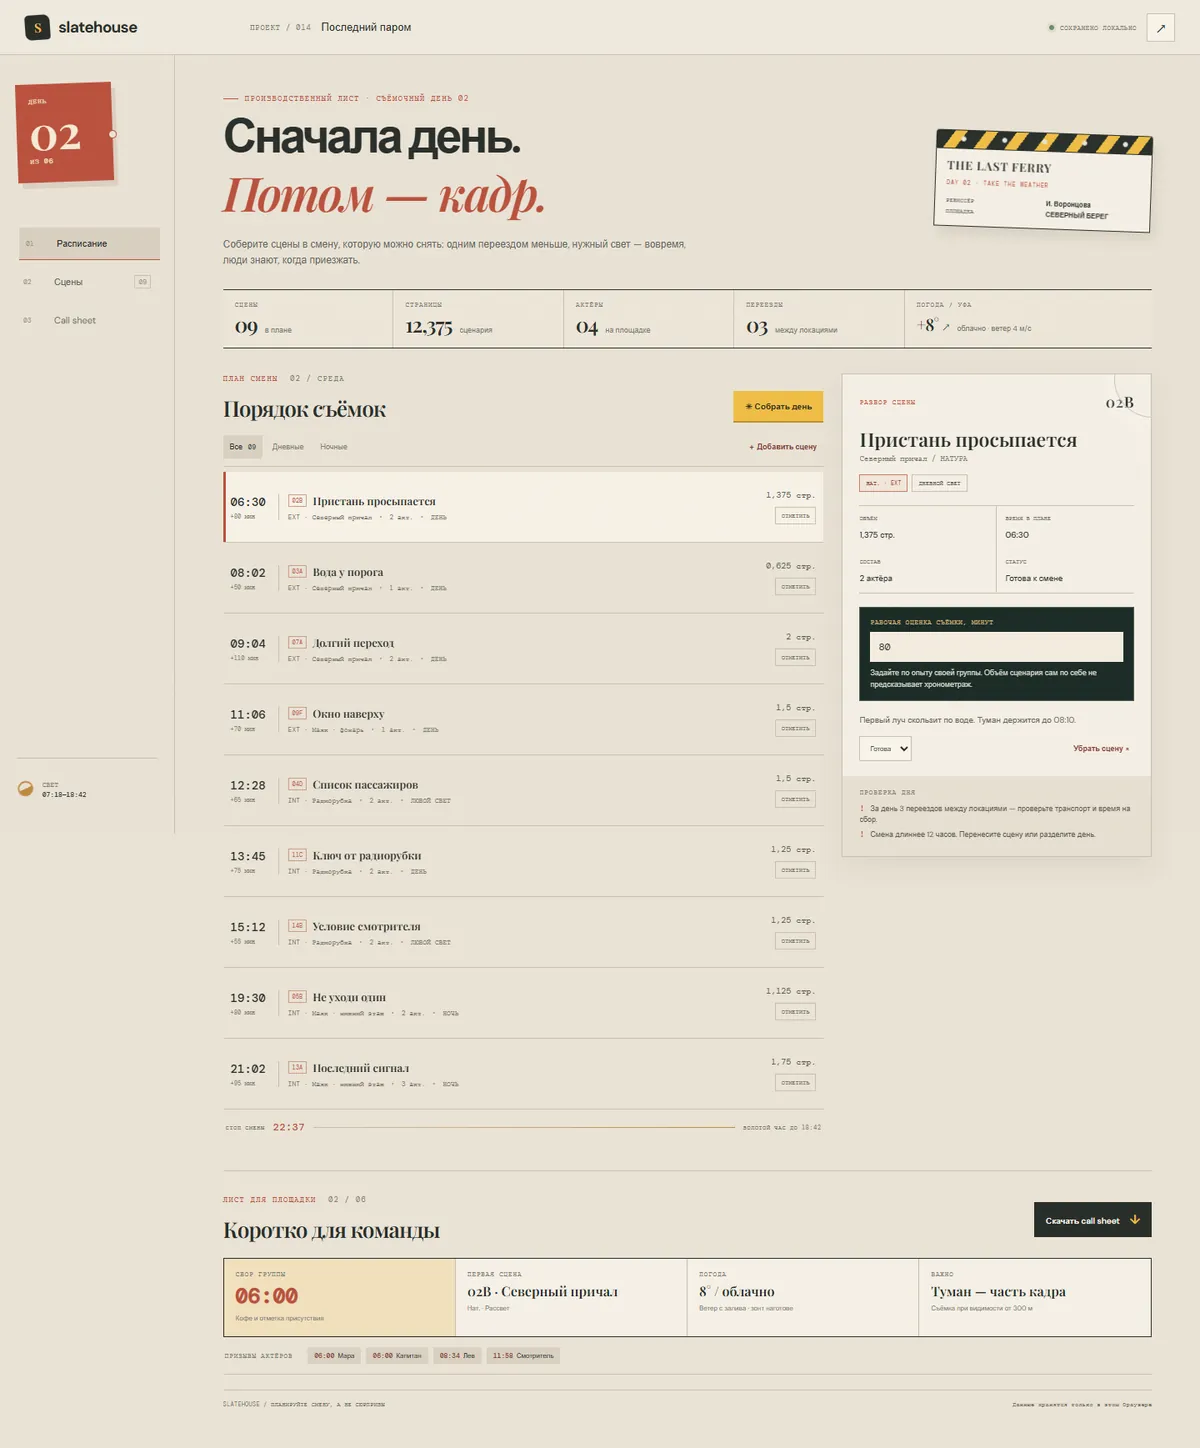 S slatehouse
ПРОЕКТ / 014 Последний паром
СОХРАНЕНО ЛОКАЛЬНО
↗
ДЕНЬ
02
ИЗ 06
01 Расписание
02 Сцены 09
03 Call sheet
СВЕТ
07:18–18:42
ПРОИЗВОДСТВЕННЫЙ ЛИСТ · СЪЁМОЧНЫЙ ДЕНЬ 02
Сначала день.
Потом — кадр.
Соберите сцены в смену, которую можно снять: одним переездом меньше, нужный свет — вовремя,
люди знают, когда приезжать.
THE LAST FERRY
DAY 02 · TAKE THE WEATHER
РЕЖИССЁР И. Воронцова
ПЛОЩАДКА СЕВЕРНЫЙ БЕРЕГ
СЦЕНЫ
09 в плане
СТРАНИЦЫ
12,375 сценария
АКТЁРЫ
04 на площадке
ПЕРЕЕЗДЫ
03 между локациями
ПОГОДА / УФА
+8° ↗ облачно · ветер 4 м/с
ПЛАН СМЕНЫ 02 / СРЕДА
Порядок съёмок
☀ Собрать день
Все 09 Дневные Ночные
+ Добавить сцену
06:30 02B Пристань просыпается 1,375 стр.
+80 мин EXT · Северный причал • 2 акт. • ДЕНЬ ОТМЕТИТЬ
08:02 03A Вода у порога 0,625 стр.
+50 мин EXT · Северный причал • 1 акт. • ДЕНЬ ОТМЕТИТЬ
09:04 07A Долгий переход 2 стр.
+110 мин EXT · Северный причал • 2 акт. • ДЕНЬ ОТМЕТИТЬ
11:06 09F Окно наверху 1,5 стр.
+70 мин EXT · Маяк · фонарь • 1 акт. • ДЕНЬ ОТМЕТИТЬ
12:28 04D Список пассажиров 1,5 стр.
+65 мин INT · Радиорубка • 2 акт. • ЛЮБОЙ СВЕТ ОТМЕТИТЬ
13:45 11C Ключ от радиорубки 1,25 стр.
+75 мин INT · Радиорубка • 2 акт. • ДЕНЬ ОТМЕТИТЬ
15:12 14B Условие смотрителя 1,25 стр.
INT · Радиорубка • 2 акт. • ЛЮБОЙ СВЕТ ОТМЕТИТЬ
19:30 05B Не уходи один 1,125 стр.
+80 мин INT · Маяк · нижний этаж • 2 акт. • НОЧЬ ОТМЕТИТЬ
21:02 13A Последний сигнал 1,75 стр.
+95 мин INT · Маяк · нижний этаж • 3 акт. • НОЧЬ ОТМЕТИТЬ
СТОП СМЕНЫ 22:37 ЗОЛОТОЙ ЧАС ДО 18:42
РАЗБОР СЦЕНЫ 02B
Пристань просыпается
Северный причал / НАТУРА
НАТ. · EXT ДНЕВНОЙ СВЕТ
ОБЪЁМ
1,375 стр.
ВРЕМЯ В ПЛАНЕ
06:30
СОСТАВ
2 актёра
СТАТУС
Готова к смене
РАБОЧАЯ ОЦЕНКА СЪЁМКИ, МИНУТ
80
Задайте по опыту своей группы. Объём сценария сам по себе не
предсказывает хронометраж.
Первый луч скользит по воде. Туман держится до 08:10.
Готова Убрать сцену ×
ПРОВЕРКА ДНЯ
! За день 3 переездов между локациями — проверьте транспорт и время на
сбор.
! Смена длиннее 12 часов. Перенесите сцену или разделите день.
ЛИСТ ДЛЯ ПЛОЩАДКИ 02 / 06
Коротко для команды
Скачать call sheet ↓
СБОР ГРУППЫ
06:00
Кофе и отметка присутствия
ПЕРВАЯ СЦЕНА
02B · Северный причал
Нат. · Рассвет
ПОГОДА
8° / облачно
Ветер с залива · зонт наготове
ВАЖНО
Туман — часть кадра
Съёмка при видимости от 300 м
ПРИЗЫВЫ АКТЁРОВ 06:00 Мара 06:00 Капитан 08:34 Лев 11:58 Смотритель
SLATEHOUSE / ПЛАНИРУЙТЕ СМЕНУ, А НЕ СЮРПРИЗЫ
Данные хранятся только в этом браузере